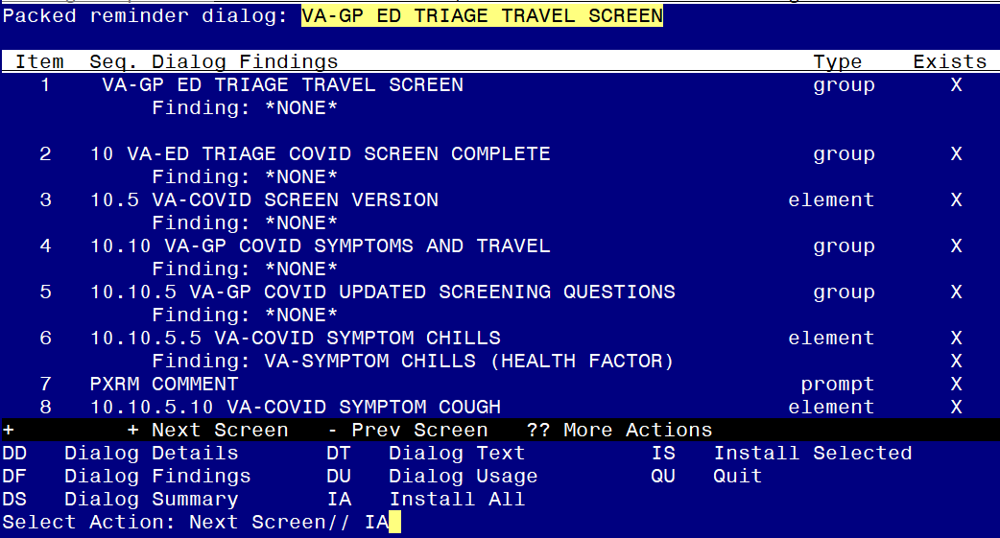 Packed reminder dialog: VA-GP ED TRIAGE TRAVEL SCREEN
Item Seq. Dialog Findings Type Exists
1 VA-GP ED TRIAGE TRAVEL SCREEN group X
Finding: *NONE*
2 10 VA-ED TRIAGE COVID SCREEN COMPLETE group X
Finding: *NONE*
3 10.5 VA-COVID SCREEN VERSION element X
Finding: *NONE*
4 10.10 VA-GP COVID SYMPTOMS AND TRAVEL group X
Finding: *NONE*
5 10.10.5 VA-GP COVID UPDATED SCREENING QUESTIONS group X
Finding: *NONE*
6 10.10.5.5 VA-COVID SYMPTOM CHILLS element X
Finding: VA-SYMPTOM CHILLS (HEALTH FACTOR) X
7 PXRM COMMENT prompt X
8 10.10.5.10 VA-COVID SYMPTOM COUGH element X
+ + Next Screen - Prev Screen ?? More Actions
DD Dialog Details DT Dialog Text IS Install Selected
DF Dialog Findings DU Dialog Usage QU Quit
DS Dialog Summary IA Install All
Select Action: Next Screen// IA